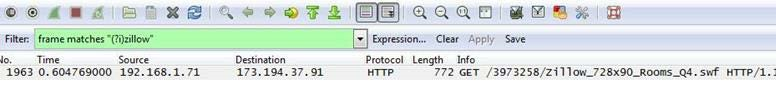 Filter: frame matches "(?i)zillow" Expression... Clear Apply Save
No. Time Source Destination Protocol Length Info
1963 0.604769000 192.168.1.71 173.194.37.91 HTTP 772 GET /3973258/Zillow_728x90_Rooms_Q4.swf HTTP/1.1